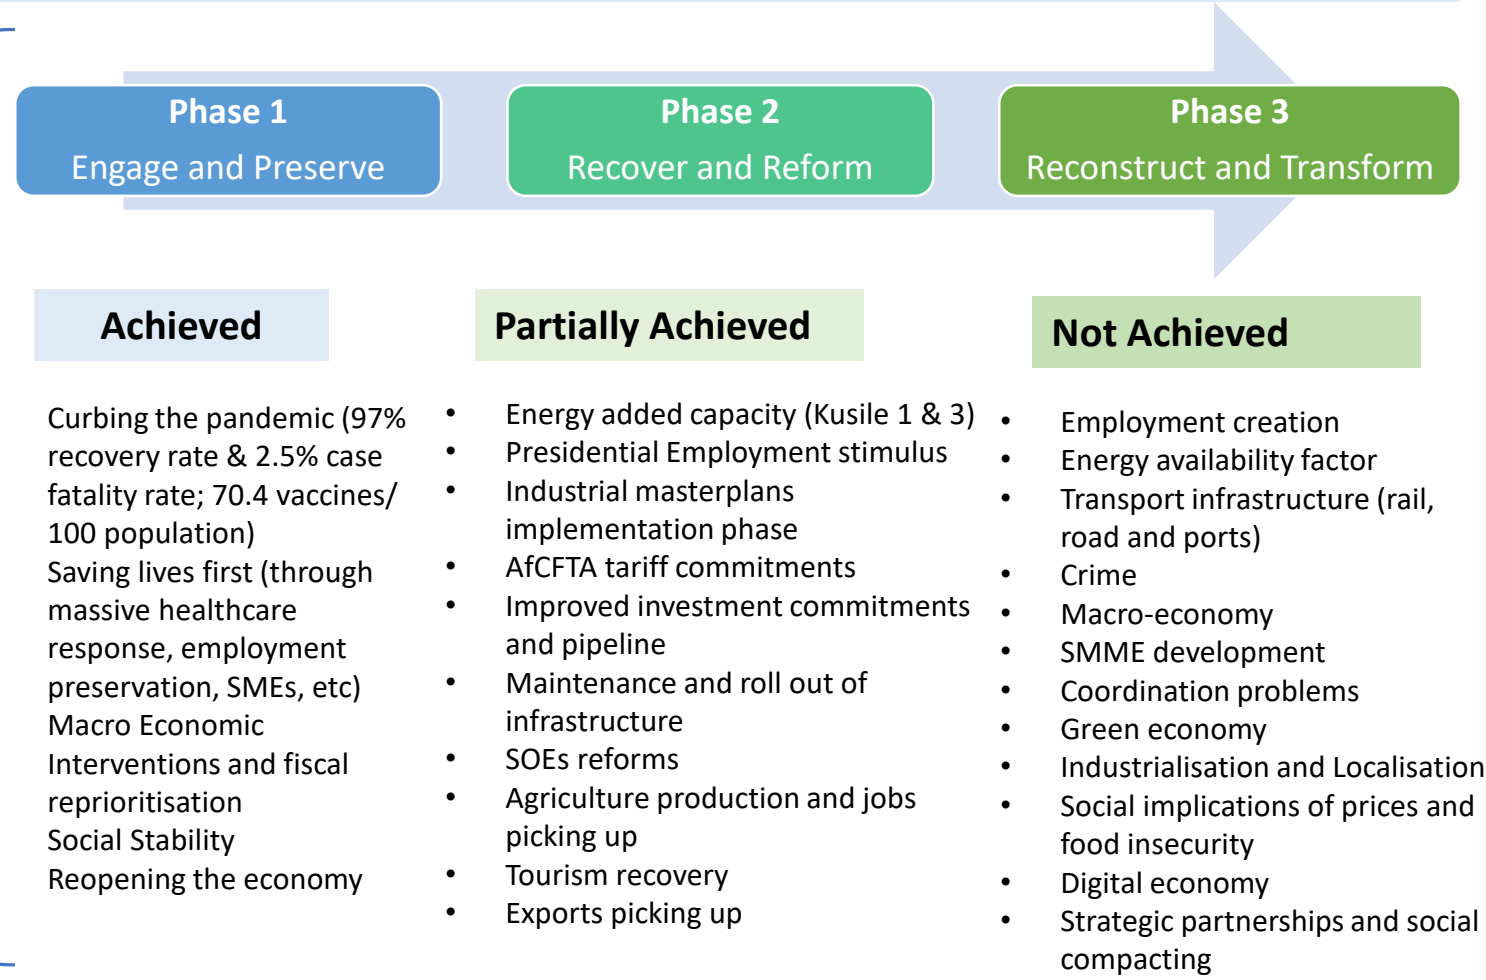 Phase 1
Engage and Preserve
Phase 2
Recover and Reform
Phase 3
Reconstruct and Transform
Achieved
Curbing the pandemic (97%
recovery rate & 2.5% case
fatality rate; 70.4 vaccines/
100 population)
Saving lives first (through
massive healthcare
response, employment
preservation, SMEs, etc)
Macro Economic
Interventions and fiscal
reprioritisation
Social Stability
Reopening the economy
Partially Achieved
• Energy added capacity (Kusile 1 & 3)
• Presidential Employment stimulus
• Industrial masterplans
implementation phase
• AfCFTA tariff commitments
• Improved investment commitments
and pipeline
• Maintenance and roll out of
infrastructure
• SOEs reforms
• Agriculture production and jobs
picking up
• Tourism recovery
• Exports picking up
Not Achieved
• Employment creation
• Energy availability factor
• Transport infrastructure (rail,
road and ports)
• Crime
• Macro-economy
• SMME development
• Coordination problems
• Green economy
• Industrialisation and Localisation
• Social implications of prices and
food insecurity
• Digital economy
• Strategic partnerships and social
compacting